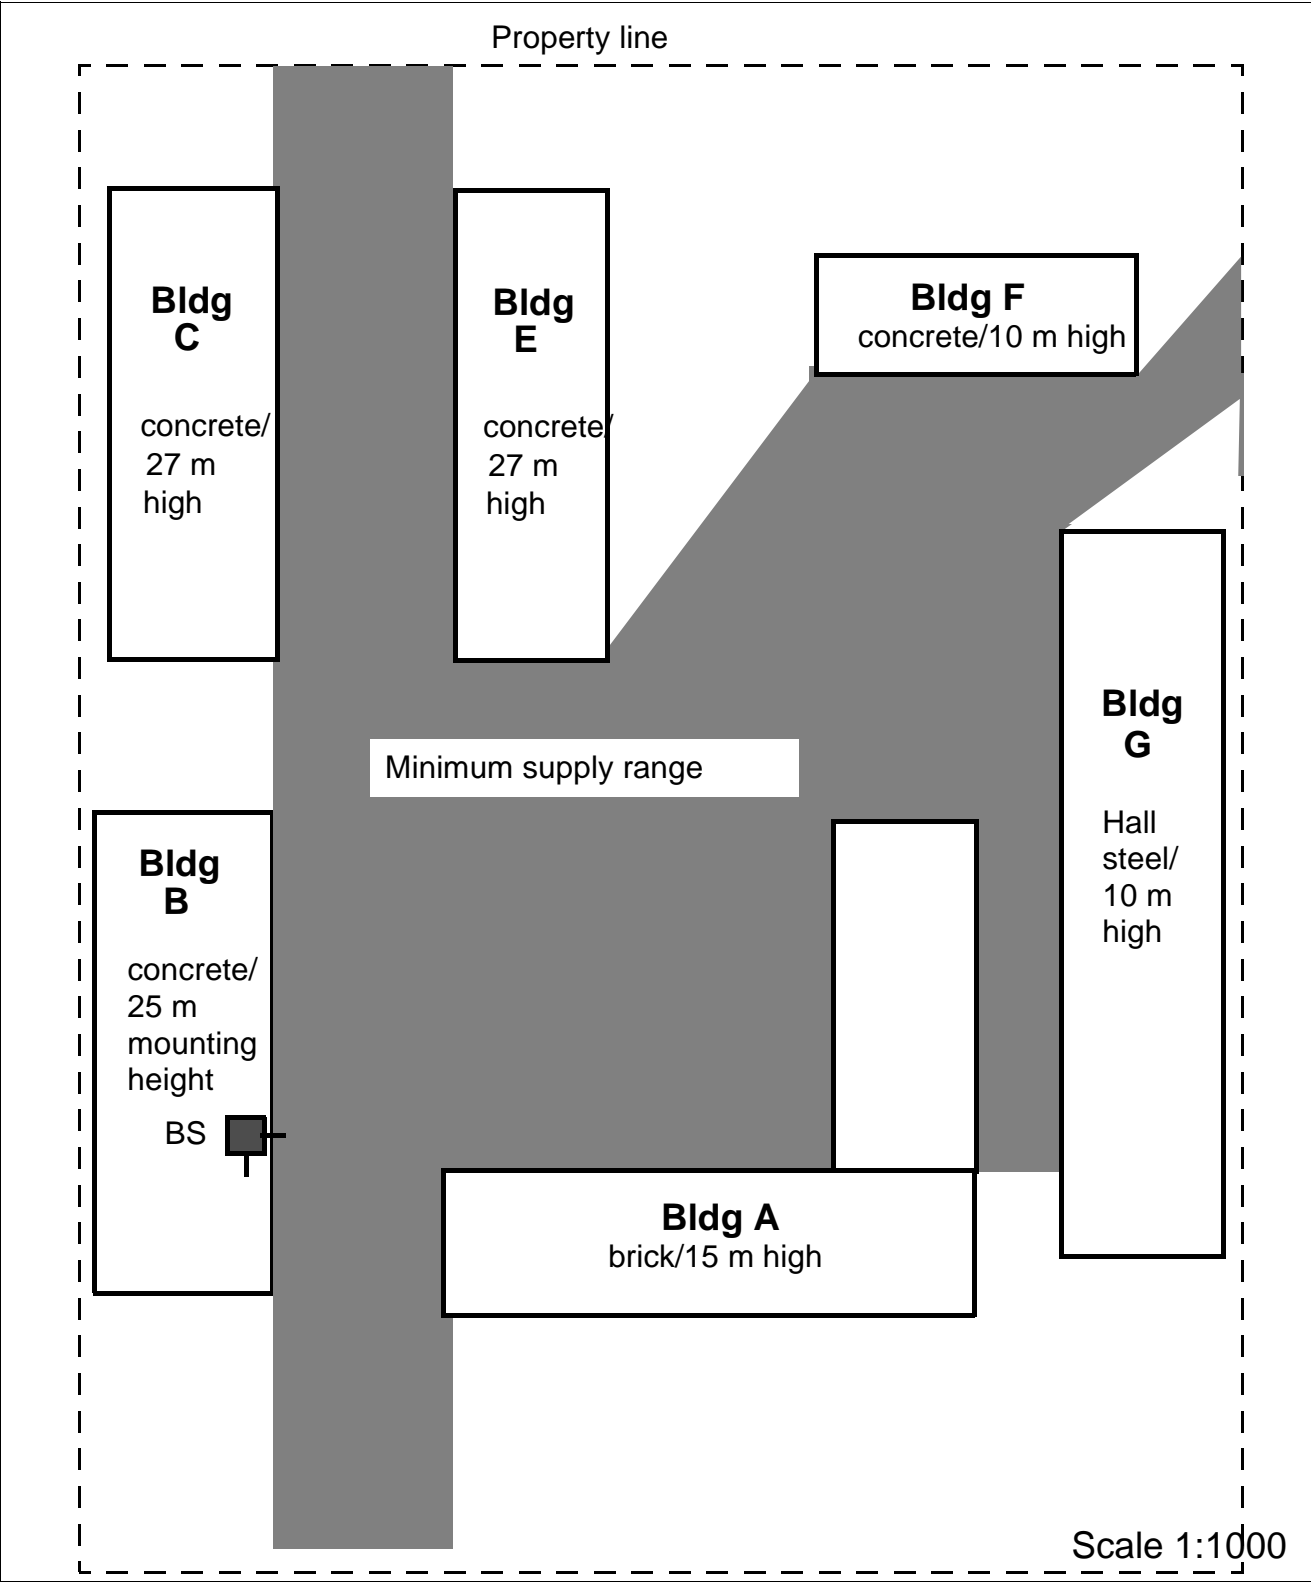 Property line
Bldg
C
concrete/
27 m
high
Bldg
E
concrete/
27 m
high
Bldg F
concrete/10 m high
Bldg
G
Hall
steel/
10 m
high
Minimum supply range
Bldg
B
concrete/
25 m
mounting
height
BS
Bldg A
brick/15 m high
Scale 1:1000